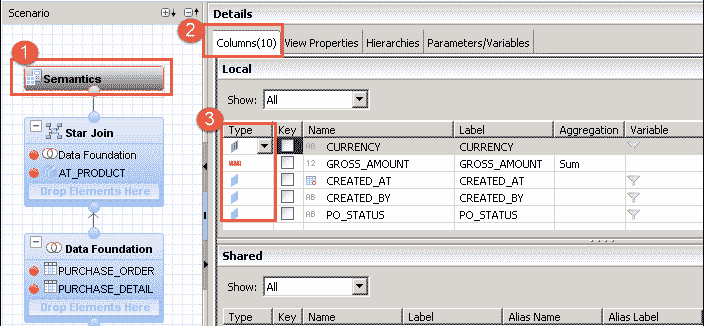 Scenario
1
Semantics
Star Join
Data Foundation
AT_PRODUCT
Drop Elements Here
Data Foundation
PURCHASE_ORDER
PURCHASE_DETAIL
Drop Elements Here
Details
2
Columns(10) View Properties Hierarchies Parameters/Variables
Local
Show: All
3
Type Key Name Label Aggregation Variable
AB CURRENCY CURRENCY
12 GROSS_AMOUNT GROSS_AMOUNT Sum
CREATED_AT CREATED_AT
AB CREATED_BY CREATED_BY
AB PO_STATUS PO_STATUS
Shared
Show: All
Type Key Name Label Alias Name Alias Label